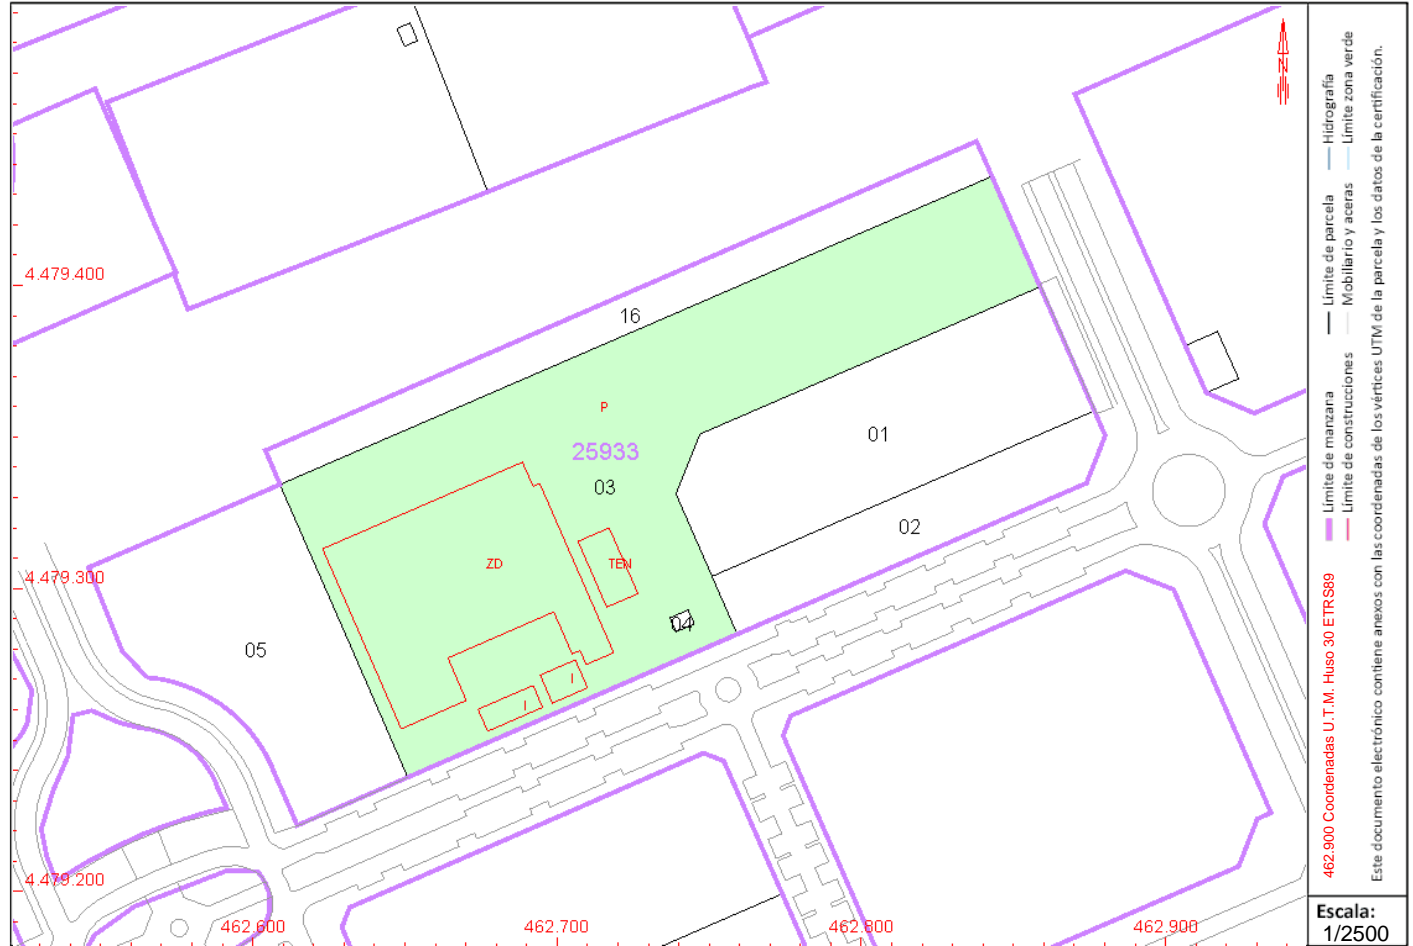 N
4.479.400
16
P
25933
01
03
02
ZD
TEN
4.479.300
04
05
I
I
4.479.200
462.600
462.700
462.800
462.900
Hidrografía
Límite zona verde
Límite de parcela
Mobiliario y aceras
Límite de manzana
Límite de construcciones
462.900 Coordenadas U.T.M. Huso 30 ETRS89
Este documento electrónico contiene anexos con las coordenadas de los vértices UTM de la parcela y los datos de la certificación.
Escala:
1/2500